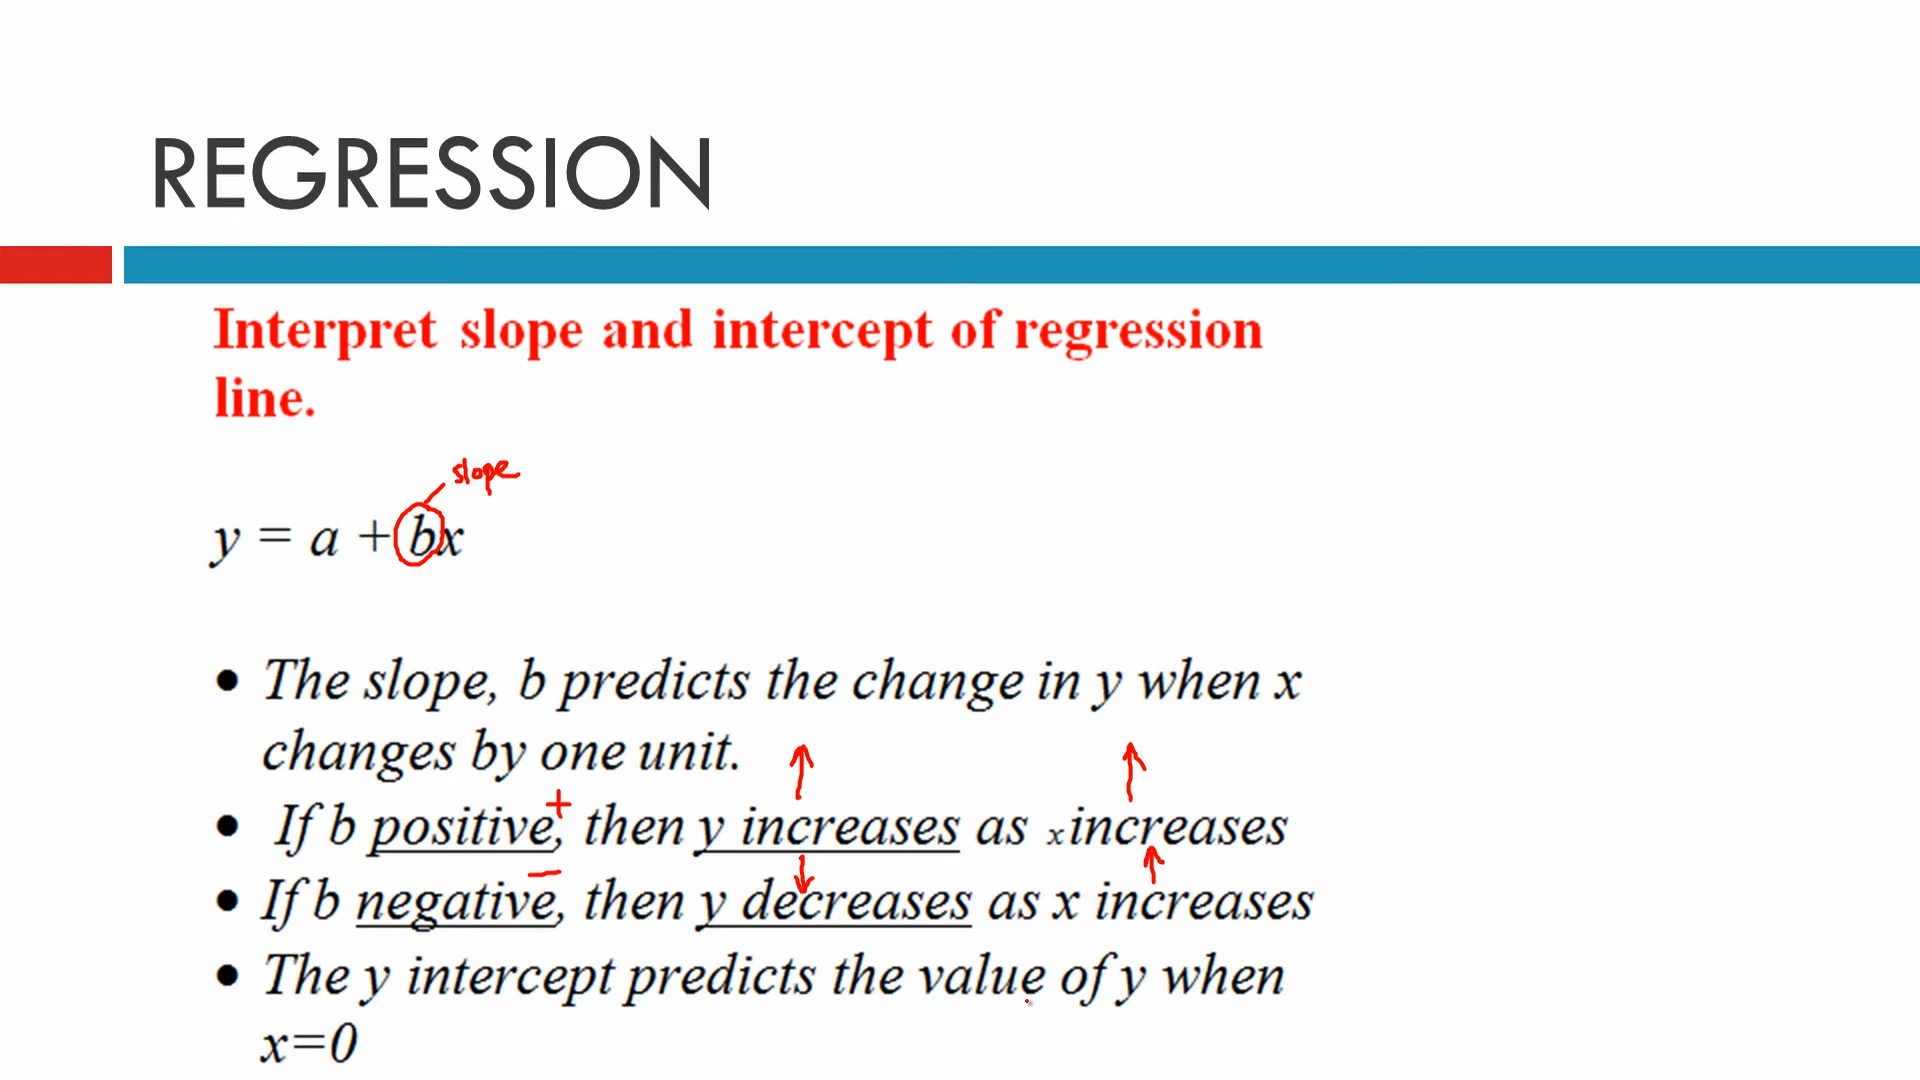 REGRESSION
Interpret slope and intercept of regression
line.
slope
y = a + bx
• The slope, b predicts the change in y when x
changes by one unit.
+
• If b positive, then y increases as x increases
–
• If b negative, then y decreases as x increases
• The y intercept predicts the value of y when
x=0